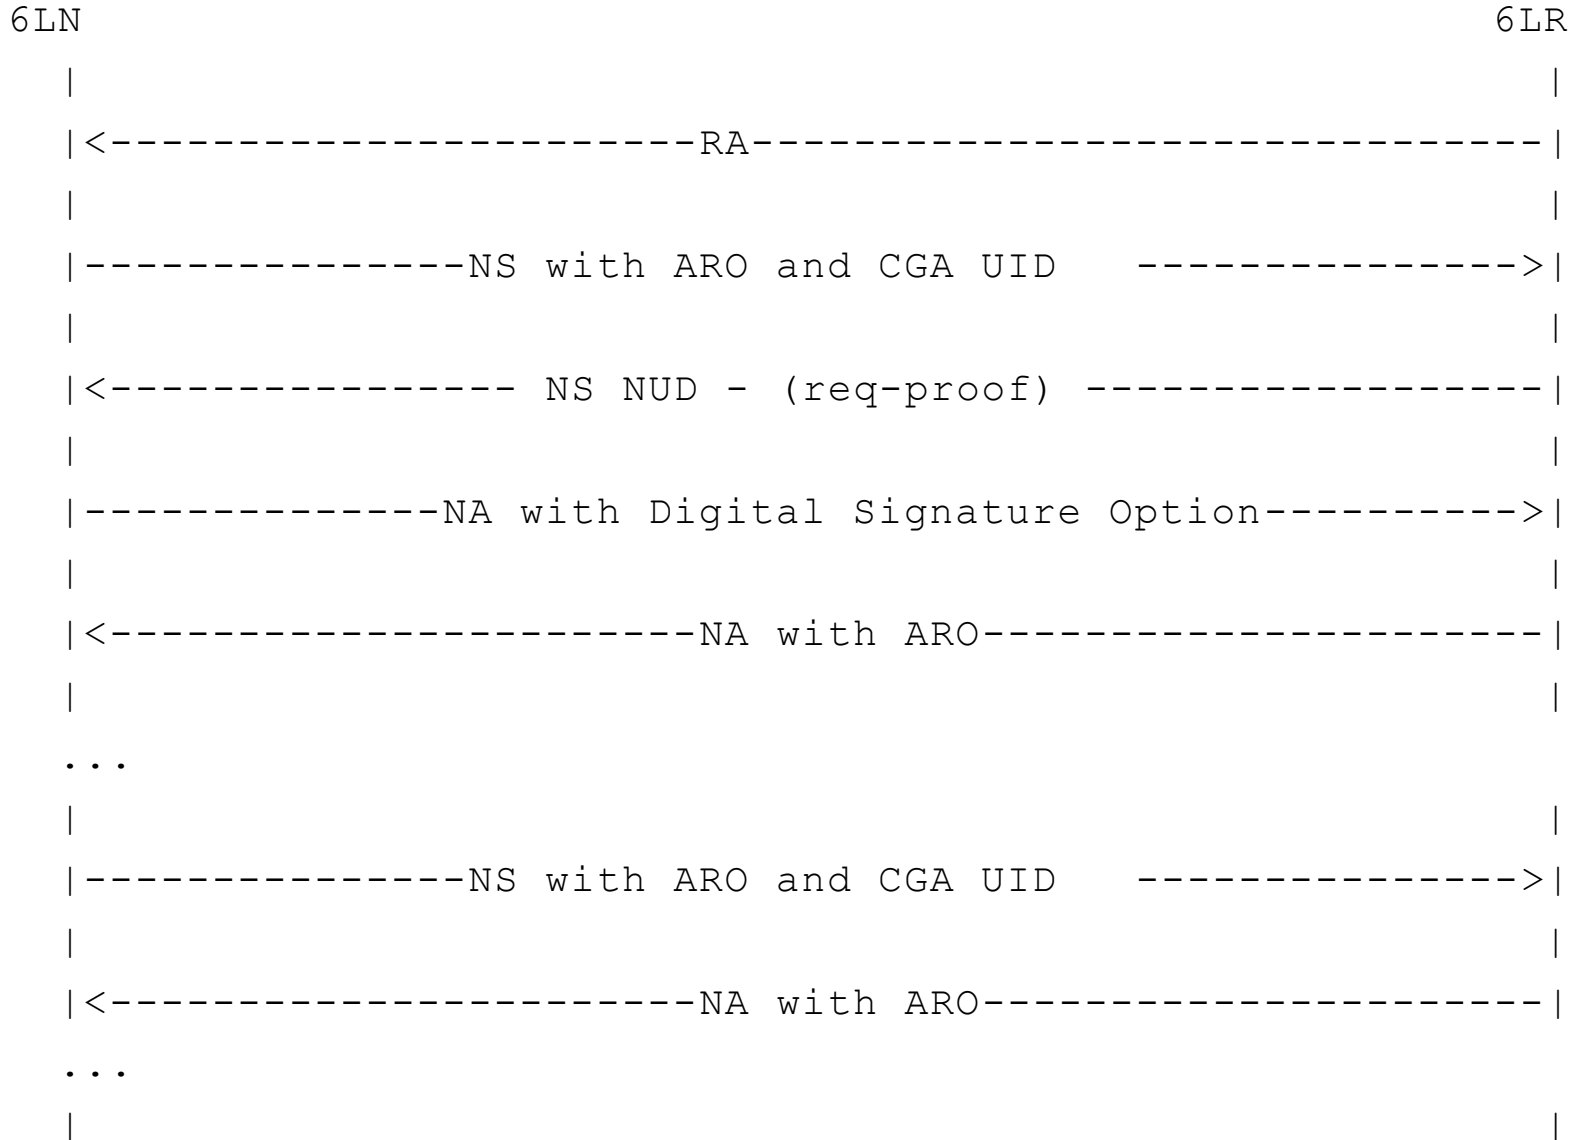 6LN 6LR
| |
|<-----------------------RA-------------------------------|
| |
|---------------NS with ARO and CGA UID --------------->|
| |
|<---------------- NS NUD - (req-proof) ------------------|
| |
|--------------NA with Digital Signature Option---------->|
| |
|<-----------------------NA with ARO----------------------|
| |
...
| |
|---------------NS with ARO and CGA UID --------------->|
| |
|<-----------------------NA with ARO----------------------|
...
| |